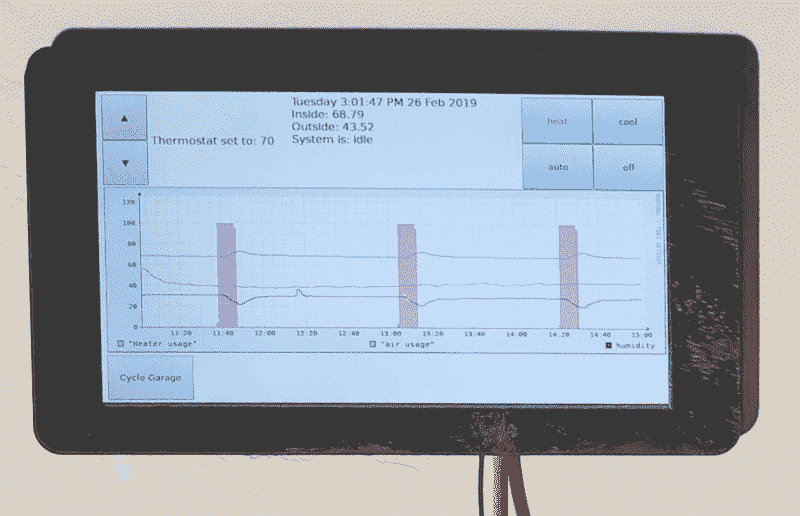 ▲
▼
Thermostat set to: 70
Tuesday 3:01:47 PM 26 Feb 2019
Inside: 68.79
Outside: 43.52
System is: idle
heat
cool
auto
off
120
100
80
60
40
20
0
11:20 11:40 12:00 12:20 12:40 13:00 13:20 13:40 14:00 14:20 14:40 15:00
"Heater usage" "air usage" humidity
Cycle Garage